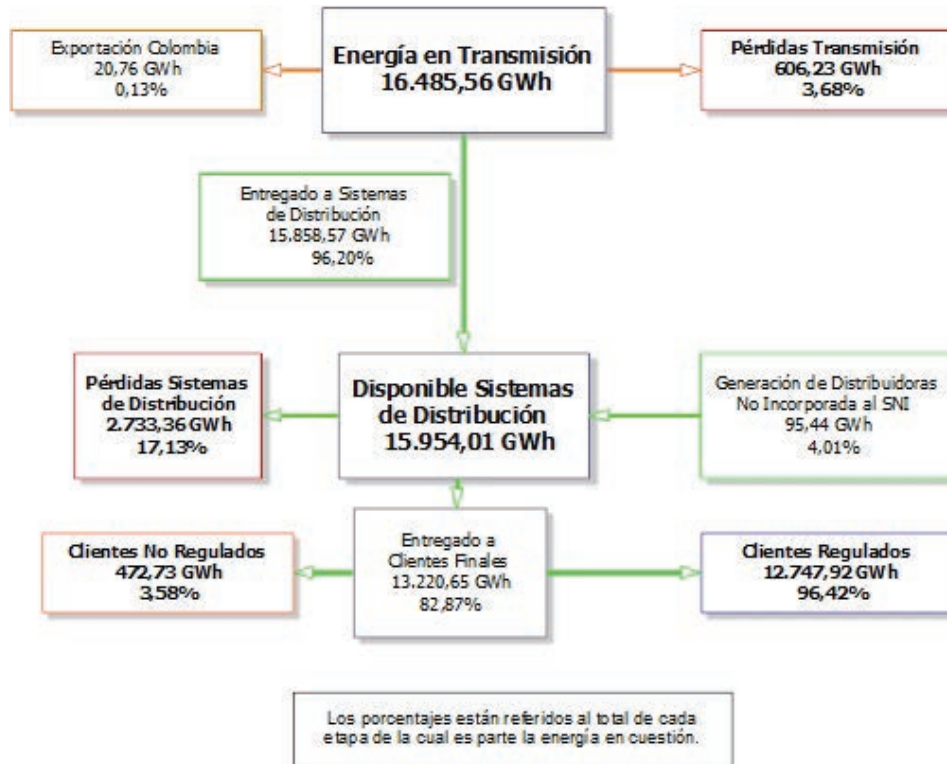 Exportación Colombia
20,76 GWh
0,13%
Energía en Transmisión
16.485,56 GWh
Pérdidas Transmisión
606,23 GWh
3,68%
Entregado a Sistemas
de Distribución
15.858,57 GWh
96,20%
Pérdidas Sistemas
de Distribución
2.733,36 GWh
17,13%
Disponible Sistemas
de Distribución
15.954,01 GWh
Generación de Distribuidoras
No Incorporada al SNI
95,44 GWh
4,01%
Clientes No Regulados
472,73 GWh
3,58%
Entregado a
Clientes Finales
13.220,65 GWh
82,87%
Clientes Regulados
12.747,92 GWh
96,42%
Los porcentajes están referidos al total de cada
etapa de la cual es parte la energía en cuestión.